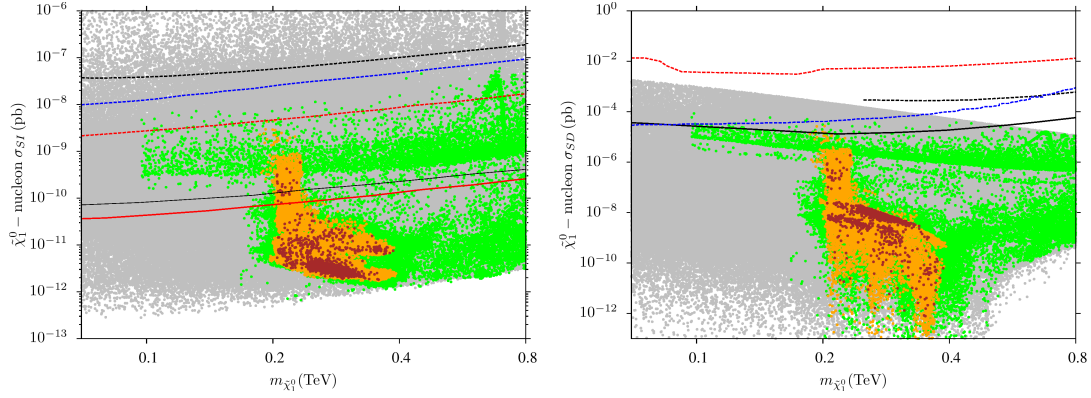 10⁻⁶
10⁻⁷
10⁻⁸
10⁻⁹
10⁻¹⁰
10⁻¹¹
10⁻¹²
10⁻¹³
χ̃₁⁰ − nucleon σ_SI (pb)
0.1 0.2 0.4 0.8
m_χ̃₁⁰ (TeV)
10⁰
10⁻²
10⁻⁴
10⁻⁶
10⁻⁸
10⁻¹⁰
10⁻¹²
χ̃₁⁰ − nucleon σ_SD (pb)
0.1 0.2 0.4 0.8
m_χ̃₁⁰ (TeV)